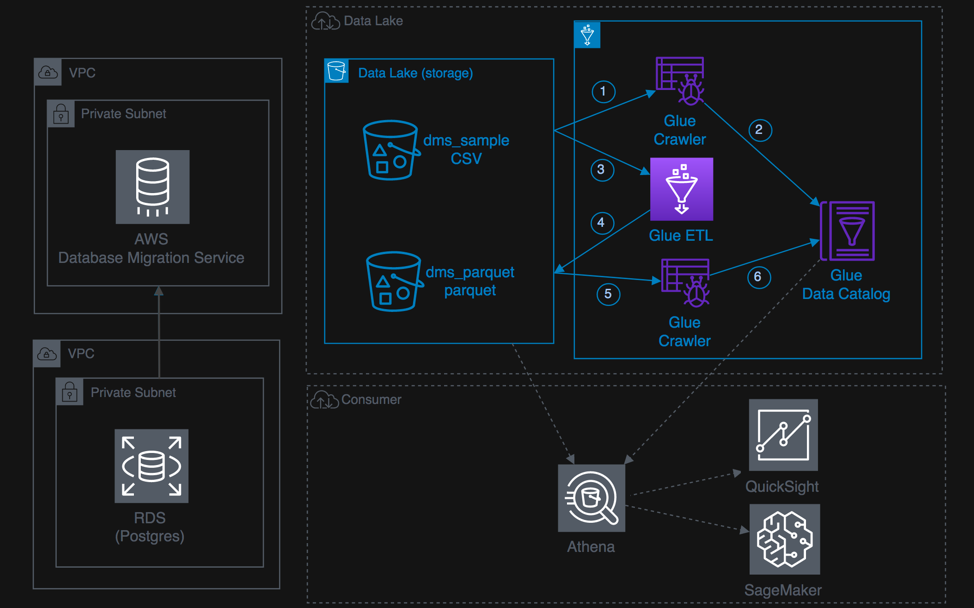 Data Lake
VPC
Private Subnet
AWS
Database Migration Service
VPC
Private Subnet
RDS
(Postgres)
Data Lake (storage)
dms_sample
CSV
dms_parquet
parquet
1
2
3
4
5
6
Glue
Crawler
Glue ETL
Glue
Crawler
Glue
Data Catalog
Consumer
Athena
QuickSight
SageMaker